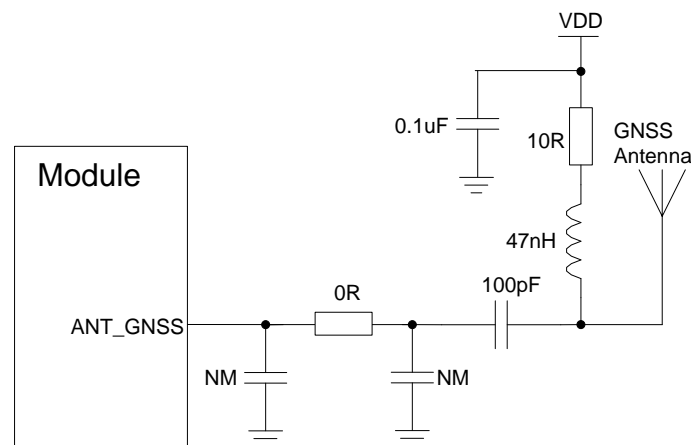 VDD
0.1uF
10R
GNSS
Antenna
Module
47nH
0R
100pF
ANT_GNSS
NM
NM